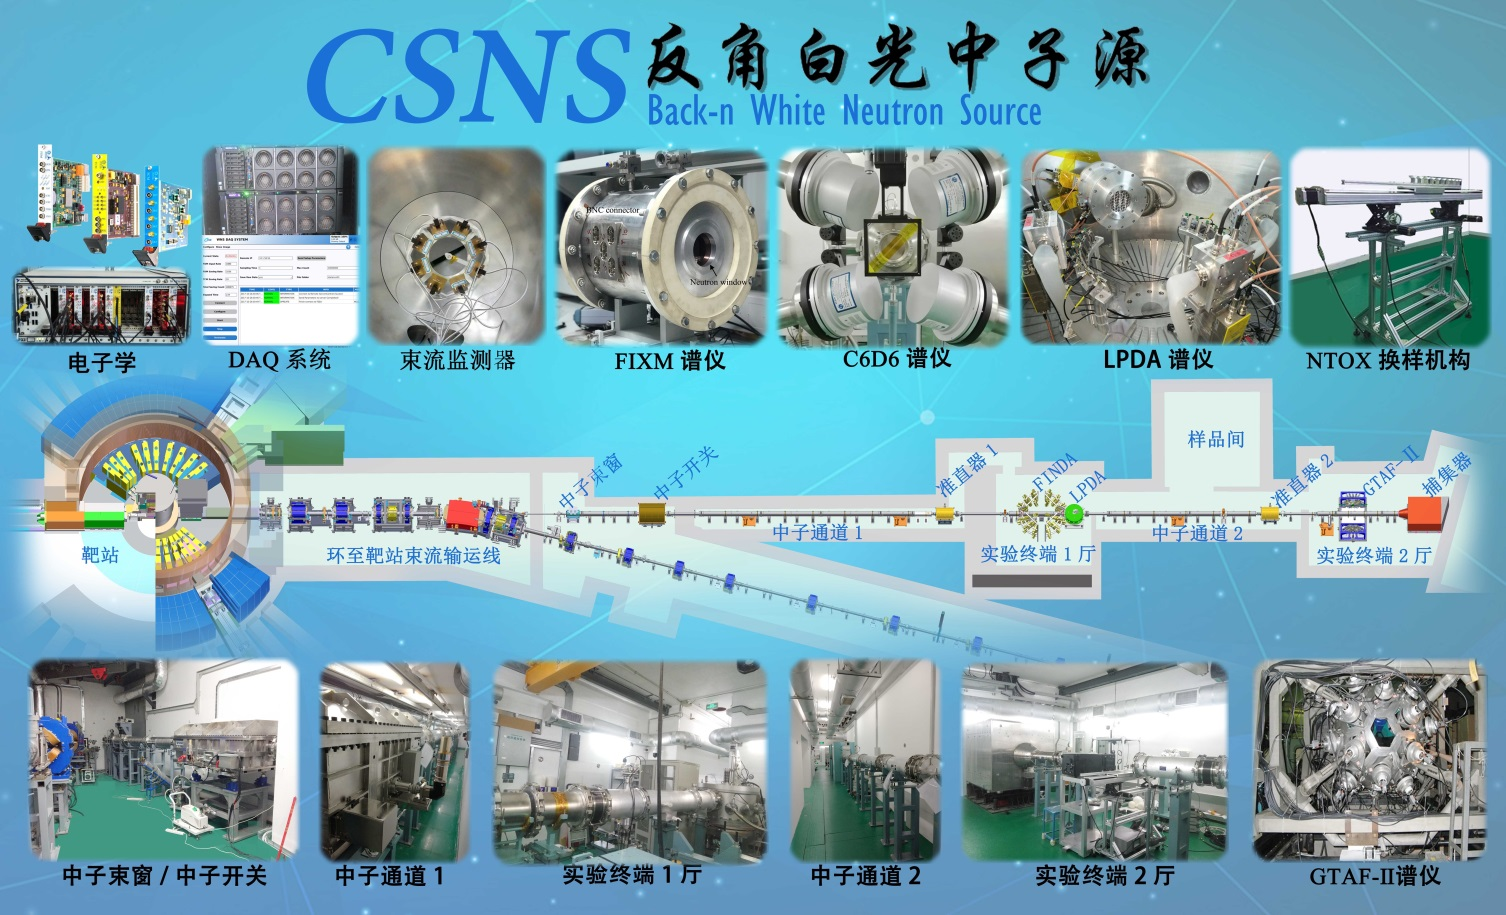 CSNS 反角白光中子源
Back-n White Neutron Source
BNC connector
Neutron window
WNS DAQ SYSTEM
电子学
DAQ 系统
束流监测器
FIXM 谱仪
C6D6 谱仪
LPDA 谱仪
NTOX 换样机构
靶站
环至靶站束流输运线
中子束窗
中子开关
中子通道 1
准直器 1
FINDA
LPDA
实验终端 1 厅
中子通道 2
样品间
准直器 2
GTAF-II
捕集器
实验终端 2 厅
中子束窗 / 中子开关
中子通道 1
实验终端 1 厅
中子通道 2
实验终端 2 厅
GTAF-II谱仪